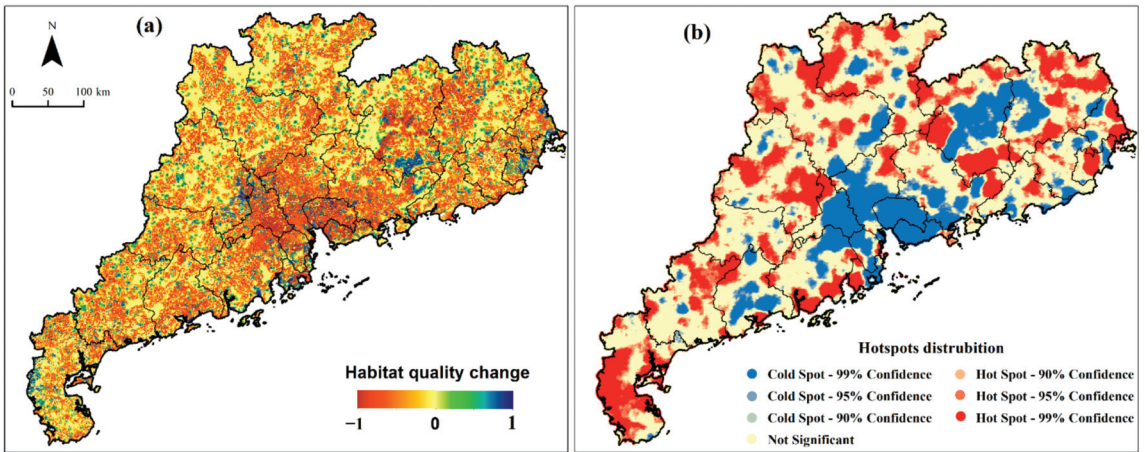 N
(a)
0 50 100 km
Habitat quality change
−1 0 1
(b)
Hotspots distrubition
Cold Spot - 99% Confidence
Hot Spot - 90% Confidence
Cold Spot - 95% Confidence
Hot Spot - 95% Confidence
Cold Spot - 90% Confidence
Hot Spot - 99% Confidence
Not Significant